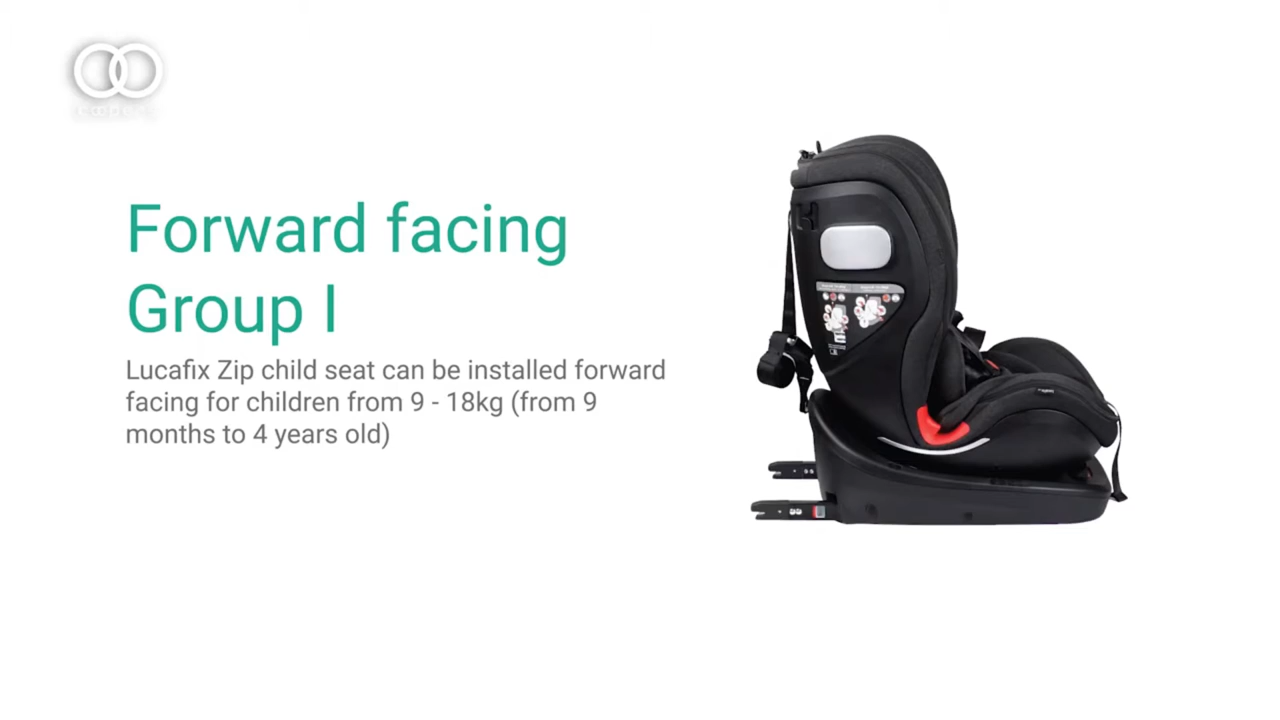 Forward facing
Group I
Lucafix Zip child seat can be installed forward
facing for children from 9 - 18kg (from 9
months to 4 years old)